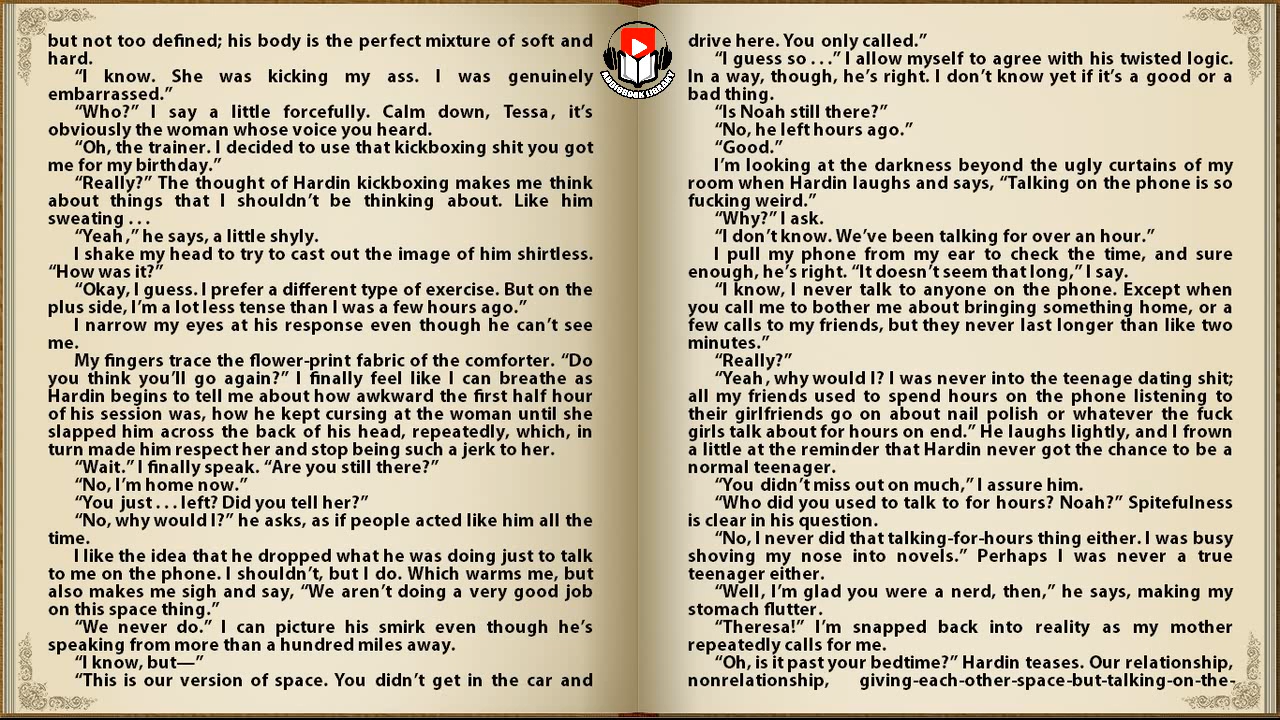 but not too defined; his body is the perfect mixture of soft and
hard.
“I know. She was kicking my ass. I was genuinely
embarrassed.”
“Who?” I say a little forcefully. Calm down, Tessa, it’s
obviously the woman whose voice you heard.
“Oh, the trainer. I decided to use that kickboxing shit you got
me for my birthday.”
“Really?” The thought of Hardin kickboxing makes me think
about things that I shouldn’t be thinking about. Like him
sweating . . .
“Yeah,” he says, a little shyly.
I shake my head to try to cast out the image of him shirtless.
“How was it?”
“Okay, I guess. I prefer a different type of exercise. But on the
plus side, I’m a lot less tense than I was a few hours ago.”
I narrow my eyes at his response even though he can’t see
me.
My fingers trace the flower-print fabric of the comforter. “Do
you think you’ll go again?” I finally feel like I can breathe as
Hardin begins to tell me about how awkward the first half hour
of his session was, how he kept cursing at the woman until she
slapped him across the back of his head, repeatedly, which, in
turn made him respect her and stop being such a jerk to her.
“Wait.” I finally speak. “Are you still there?”
“No, I’m home now.”
“You just . . . left? Did you tell her?”
“No, why would I?” he asks, as if people acted like him all the
time.
I like the idea that he dropped what he was doing just to talk
to me on the phone. I shouldn’t, but I do. Which warms me, but
also makes me sigh and say, “We aren’t doing a very good job
on this space thing.”
“We never do.” I can picture his smirk even though he’s
speaking from more than a hundred miles away.
“I know, but—”
“This is our version of space. You didn’t get in the car and
AUDIOBOOK LIBRARY
drive here. You only called.”
“I guess so . . .” I allow myself to agree with his twisted logic.
In a way, though, he’s right. I don’t know yet if it’s a good or a
bad thing.
“Is Noah still there?”
“No, he left hours ago.”
“Good.”
I’m looking at the darkness beyond the ugly curtains of my
room when Hardin laughs and says, “Talking on the phone is so
fucking weird.”
“Why?” I ask.
“I don’t know. We’ve been talking for over an hour.”
I pull my phone from my ear to check the time, and sure
enough, he’s right. “It doesn’t seem that long,” I say.
“I know, I never talk to anyone on the phone. Except when
you call me to bother me about bringing something home, or a
few calls to my friends, but they never last longer than like two
minutes.”
“Really?”
“Yeah, why would I? I was never into the teenage dating shit;
all my friends used to spend hours on the phone listening to
their girlfriends go on about nail polish or whatever the fuck
girls talk about for hours on end.” He laughs lightly, and I frown
a little at the reminder that Hardin never got the chance to be a
normal teenager.
“You didn’t miss out on much,” I assure him.
“Who did you used to talk to for hours? Noah?” Spitefulness
is clear in his question.
“No, I never did that talking-for-hours thing either. I was busy
shoving my nose into novels.” Perhaps I was never a true
teenager either.
“Well, I’m glad you were a nerd, then,” he says, making my
stomach flutter.
“Theresa!” I’m snapped back into reality as my mother
repeatedly calls for me.
“Oh, is it past your bedtime?” Hardin teases. Our relationship,
nonrelationship, giving-each-other-space-but-talking-on-the-